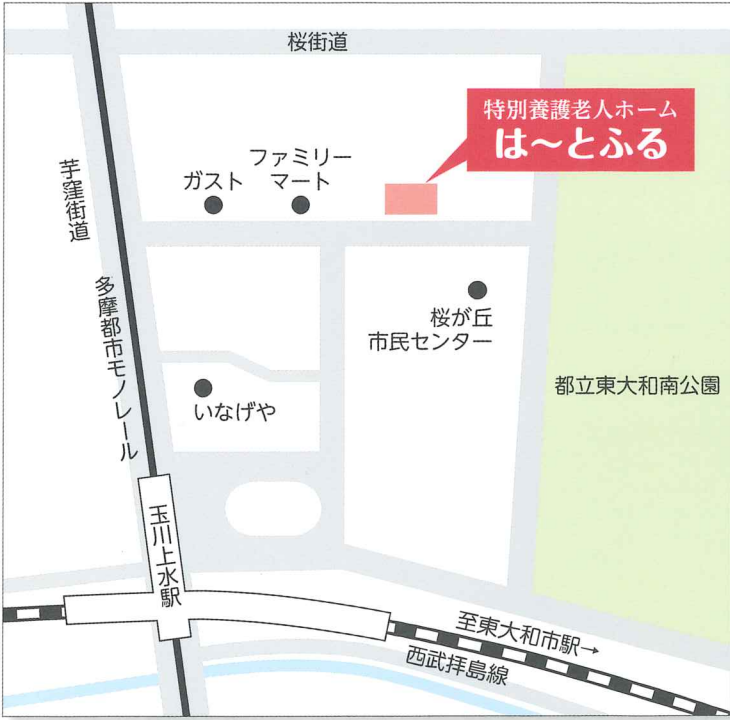 桜街道
特別養護老人ホーム
は〜とふる
ファミリー
マート
ガスト
芋窪街道
多摩都市モノレール
桜が丘
市民センター
都立東大和南公園
いなげや
玉川上水駅
至東大和市駅→
西武拝島線